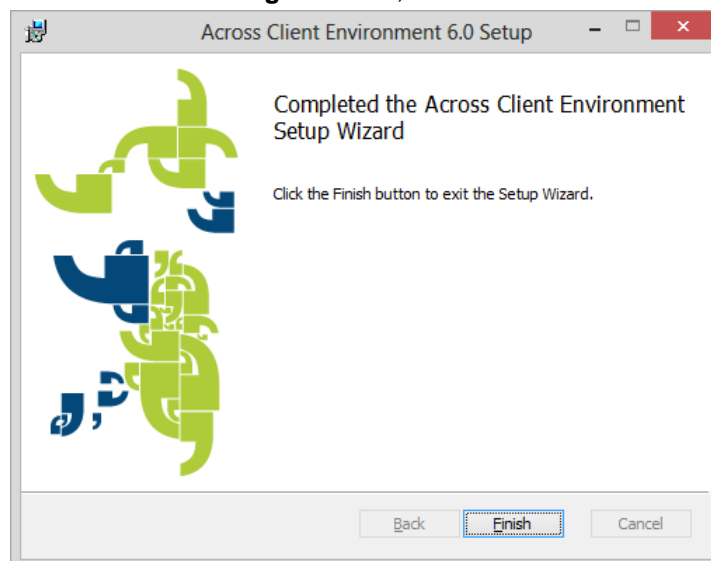 Across Client Environment 6.0 Setup
Completed the Across Client Environment
Setup Wizard
Click the Finish button to exit the Setup Wizard.
Back Finish Cancel